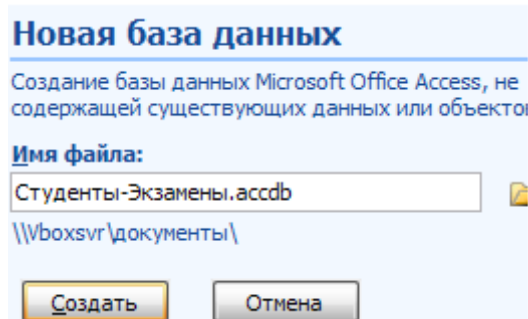 Новая база данных
Создание базы данных Microsoft Office Access, не
содержащей существующих данных или объектов
Имя файла:
Студенты-Экзамены.accdb
\\Vboxsvr\документы\
Создать Отмена